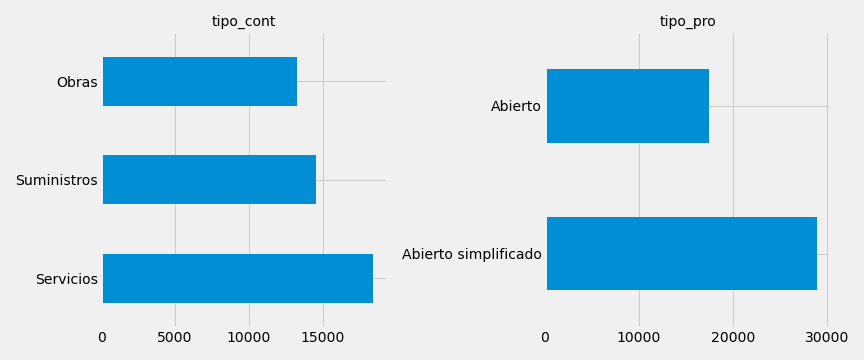 tipo_cont
Obras
Suministros
Servicios
0 5000 10000 15000
tipo_pro
Abierto
Abierto simplificado
0 10000 20000 30000